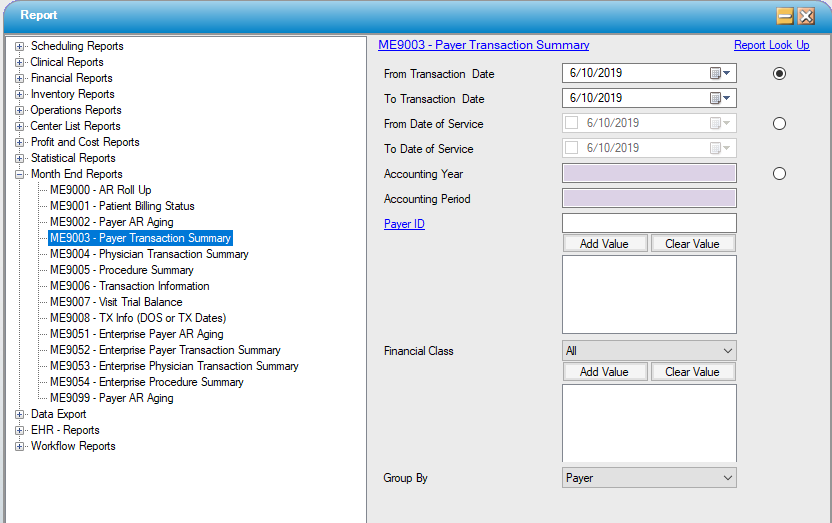 Report
Scheduling Reports
Clinical Reports
Financial Reports
Inventory Reports
Operations Reports
Center List Reports
Profit and Cost Reports
Statistical Reports
Month End Reports
ME9000 - AR Roll Up
ME9001 - Patient Billing Status
ME9002 - Payer AR Aging
ME9003 - Payer Transaction Summary
ME9004 - Physician Transaction Summary
ME9005 - Procedure Summary
ME9006 - Transaction Information
ME9007 - Visit Trial Balance
ME9008 - TX Info (DOS or TX Dates)
ME9051 - Enterprise Payer AR Aging
ME9052 - Enterprise Payer Transaction Summary
ME9053 - Enterprise Physician Transaction Summary
ME9054 - Enterprise Procedure Summary
ME9099 - Payer AR Aging
Data Export
EHR - Reports
Workflow Reports
ME9003 - Payer Transaction Summary Report Look Up
From Transaction Date 6/10/2019
To Transaction Date 6/10/2019
From Date of Service 6/10/2019
To Date of Service 6/10/2019
Accounting Year
Accounting Period
Payer ID
Add Value Clear Value
Financial Class All
Add Value Clear Value
Group By Payer